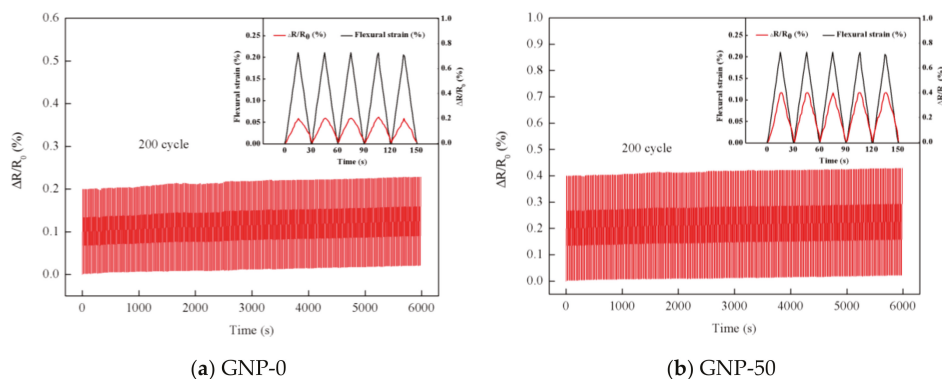 0.6
0.5
0.4
0.3
0.2
0.1
0.0
ΔR/R0 (%)
200 cycle
ΔR/R0 (%) Flexural strain (%)
0.25
0.20
0.15
0.10
0.05
0.00
Flexural strain (%)
1.0
0.8
0.6
0.4
0.2
0.0
ΔR/R0 (%)
0 30 60 90 120 150
Time (s)
0 1000 2000 3000 4000 5000 6000
Time (s)
(a) GNP-0
1.0
0.9
0.8
0.7
0.6
0.5
0.4
0.3
0.2
0.1
0.0
ΔR/R0 (%)
200 cycle
ΔR/R0 (%) Flexural strain (%)
0.25
0.20
0.15
0.10
0.05
0.00
Flexural strain (%)
1.0
0.8
0.6
0.4
0.2
0.0
ΔR/R0 (%)
0 30 60 90 120 150
Time (s)
0 1000 2000 3000 4000 5000 6000
Time (s)
(b) GNP-50